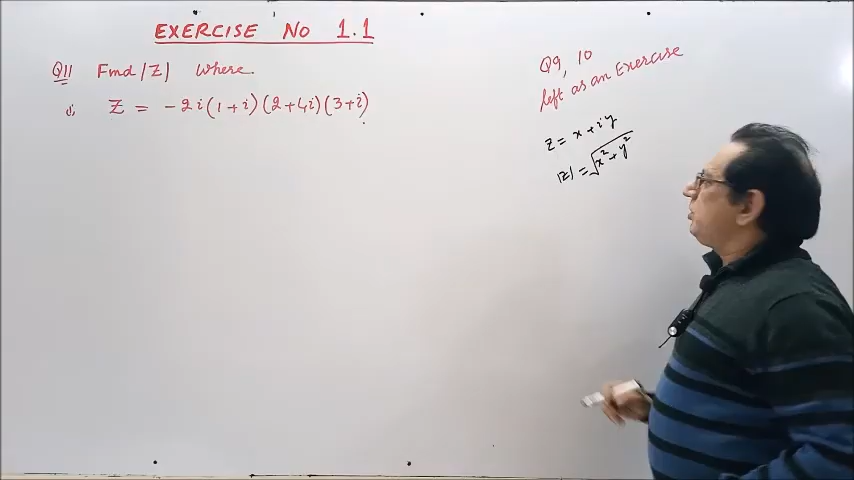 EXERCISE No 1.1
Q11 Find |Z| where.
i, Z = -2i(1+i)(2+4i)(3+i)
Q9, 10
left as an Exercise
z = x + iy
|z| = √x²+y²